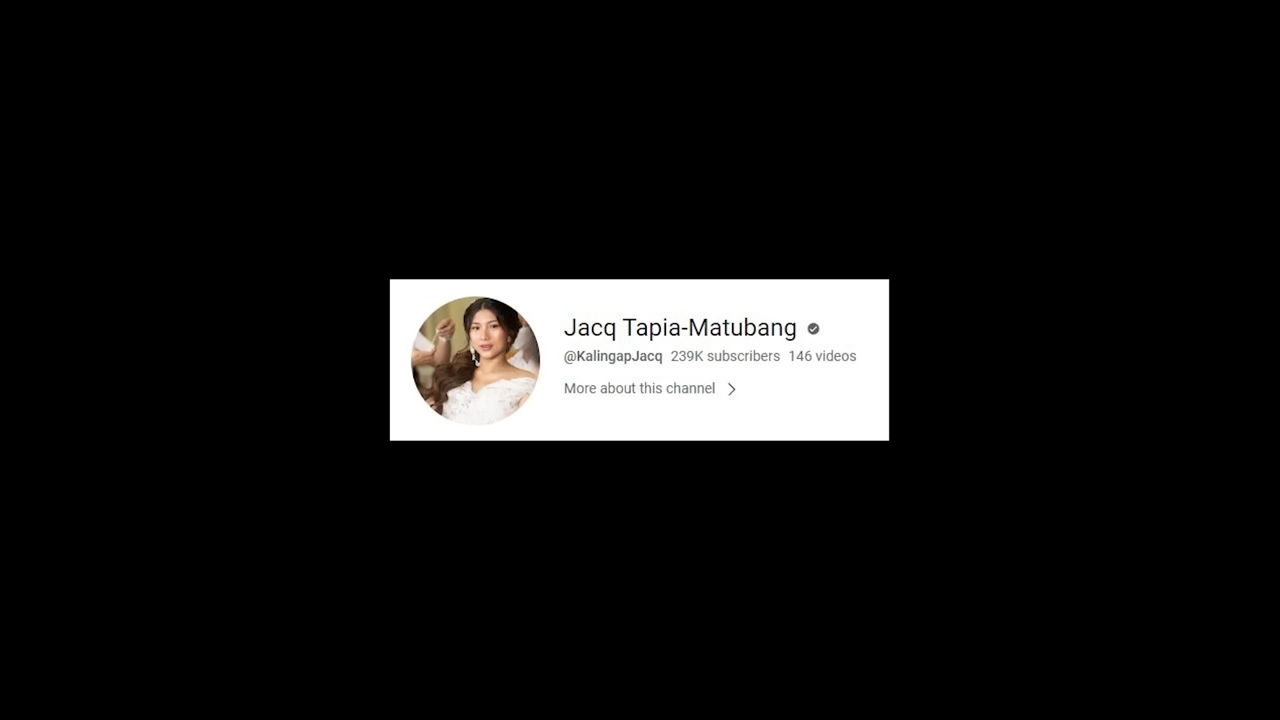 Jacq Tapia-Matubang
@KalingapJacq 239K subscribers 146 videos
More about this channel